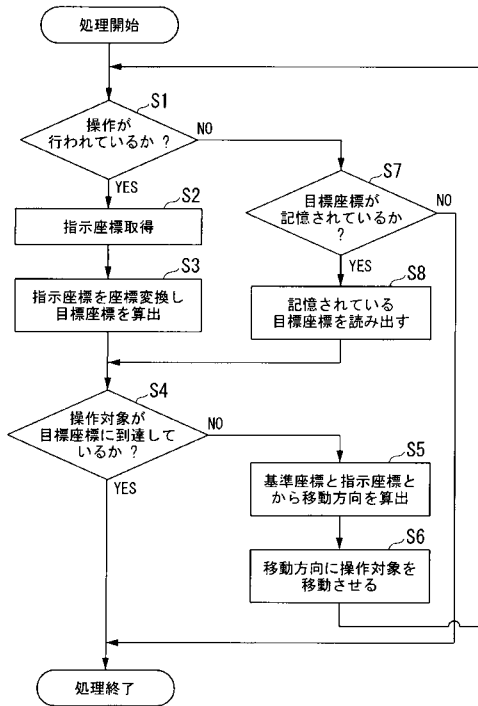 処理開始
S1
操作が
行われているか ?
NO
YES
S2
指示座標取得
S3
指示座標を座標変換し
目標座標を算出
S7
目標座標が
記憶されているか
?
NO
YES
S8
記憶されている
目標座標を読み出す
S4
操作対象が
目標座標に到達して
いるか ?
NO
YES
S5
基準座標と指示座標と
から移動方向を算出
S6
移動方向に操作対象を
移動させる
処理終了